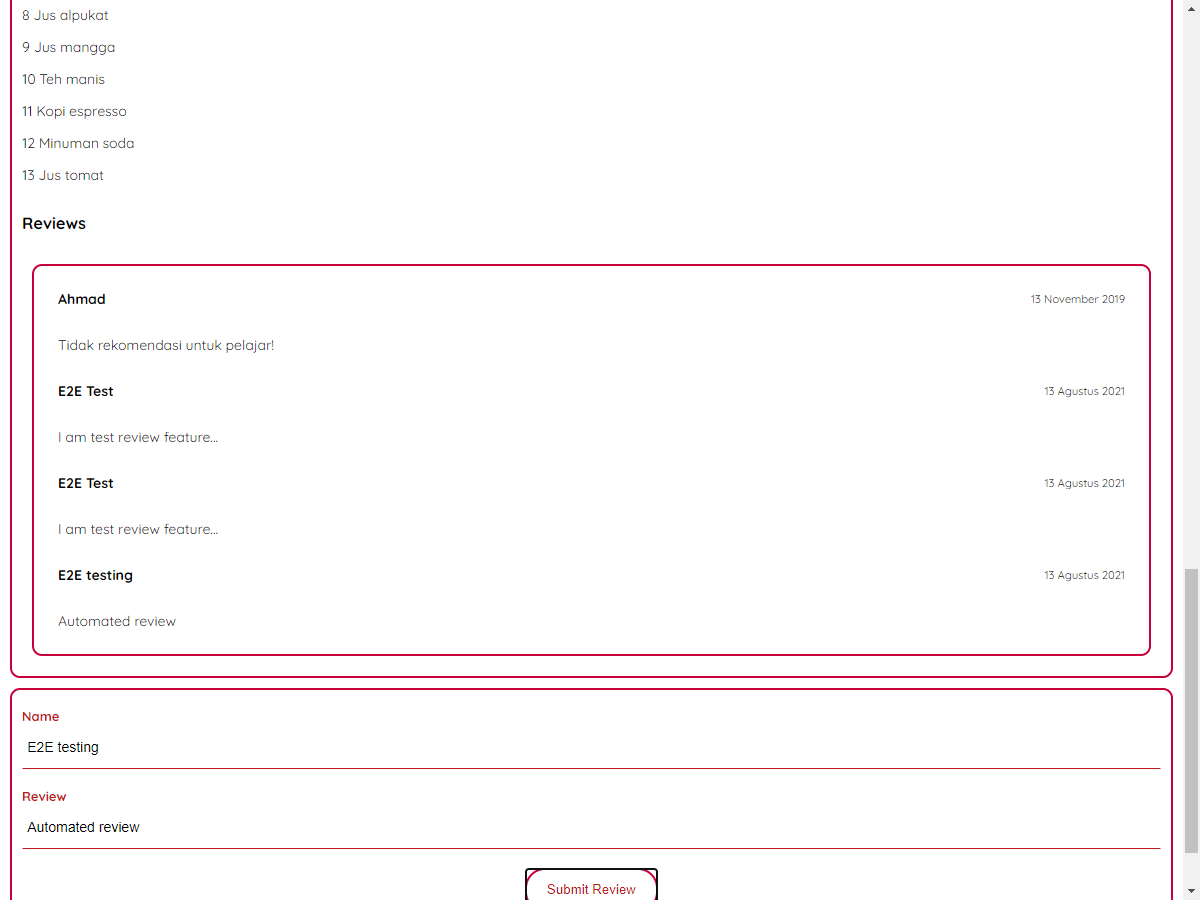 8 Jus alpukat
9 Jus mangga
10 Teh manis
11 Kopi espresso
12 Minuman soda
13 Jus tomat
Reviews
Ahmad 13 November 2019
Tidak rekomendasi untuk pelajar!
E2E Test 13 Agustus 2021
I am test review feature...
E2E Test 13 Agustus 2021
I am test review feature...
E2E testing 13 Agustus 2021
Automated review
Name
E2E testing
Review
Automated review
Submit Review